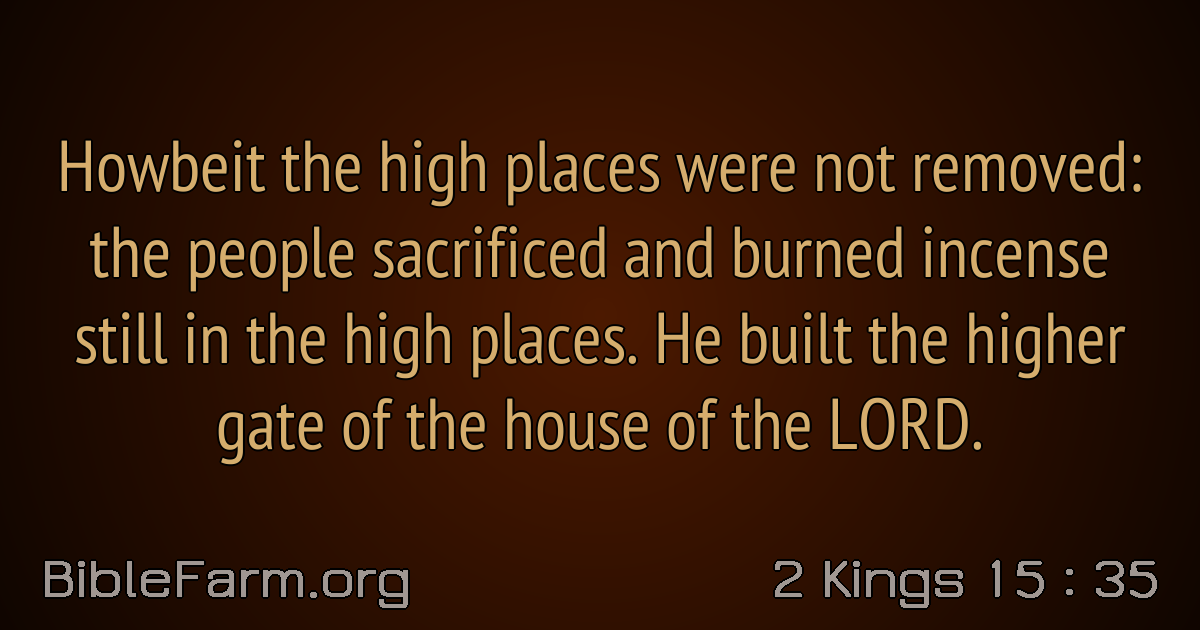 Howbeit the high places were not removed:
the people sacrificed and burned incense
still in the high places. He built the higher
gate of the house of the LORD.
BibleFarm.org
2 Kings 15 : 35